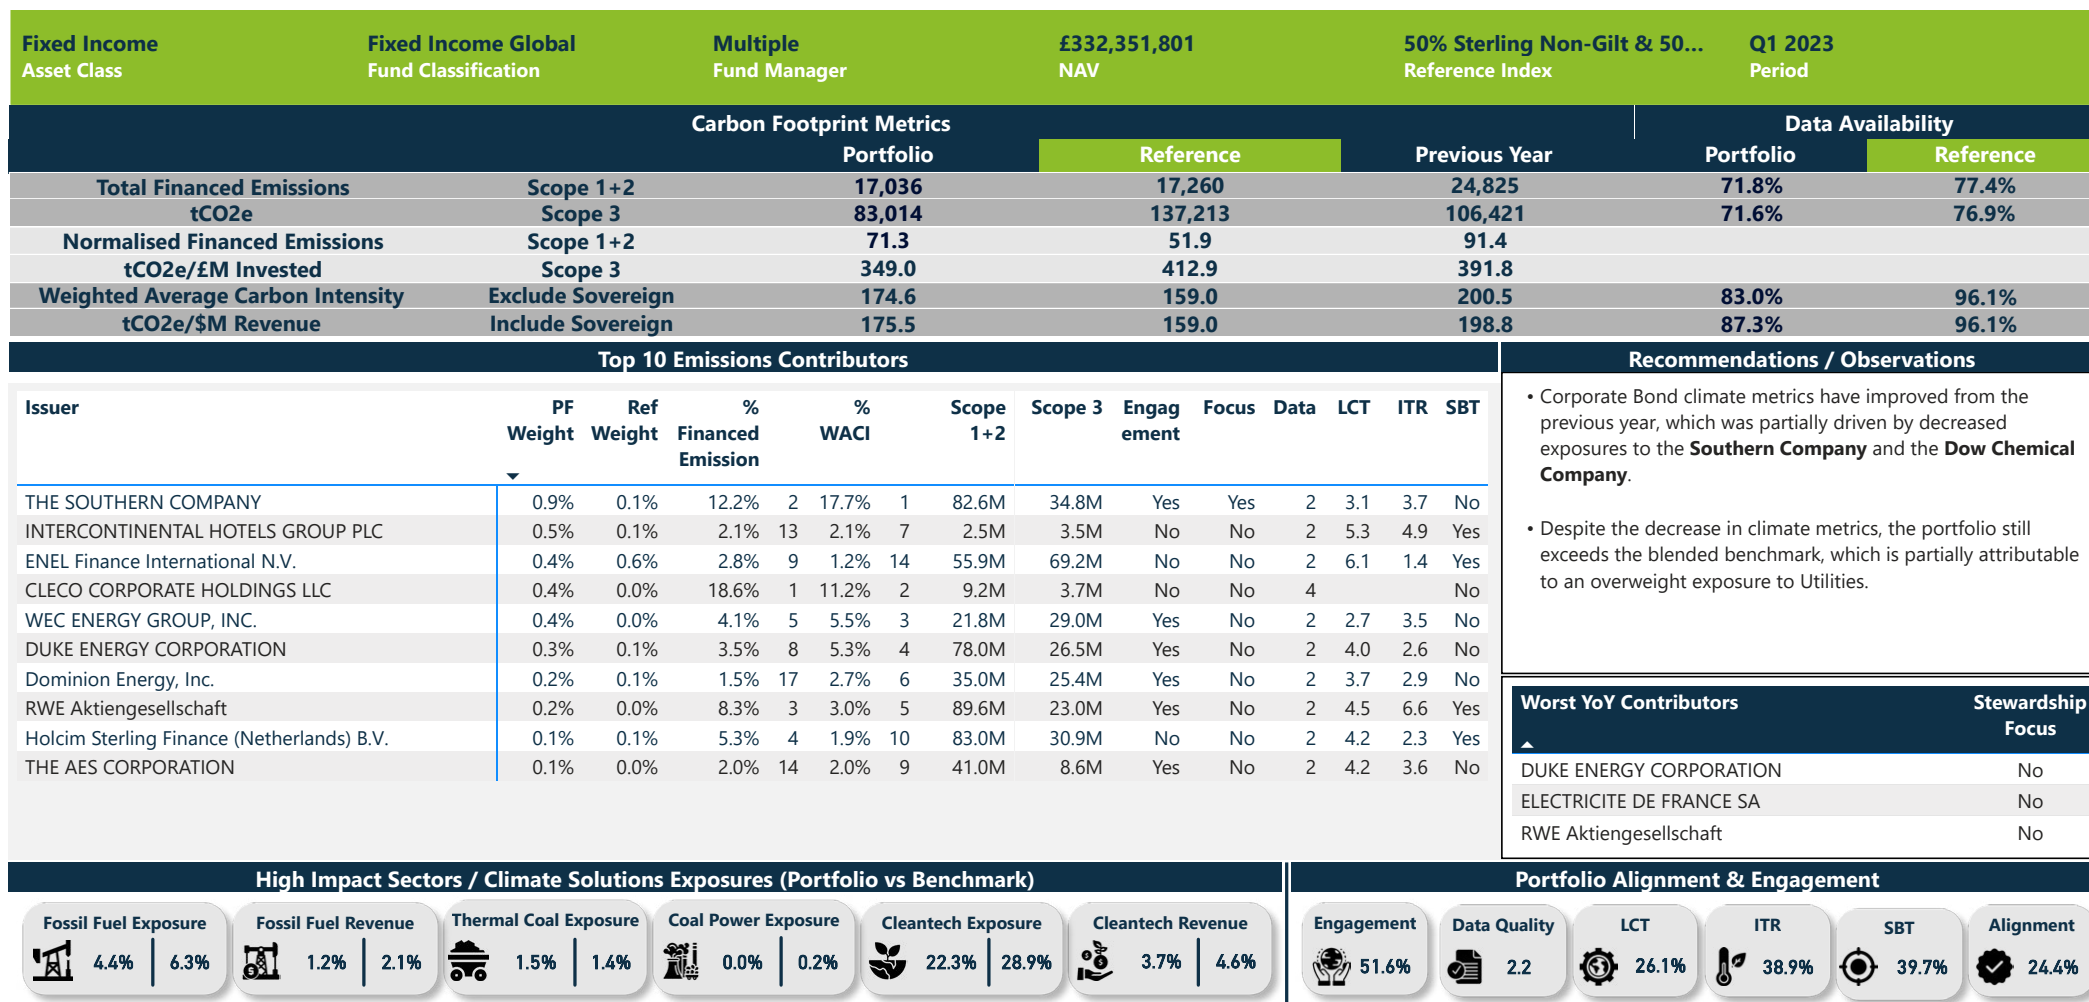 Fixed Income Fixed Income Global Multiple £332,351,801 50% Sterling Non-Gilt & 50... Q1 2023
Asset Class Fund Classification Fund Manager NAV Reference Index Period
Carbon Footprint Metrics Data Availability
Portfolio Reference Previous Year Portfolio Reference
Total Financed Emissions Scope 1+2 17,036 17,260 24,825 71.8% 77.4%
tCO2e Scope 3 83,014 137,213 106,421 71.6% 76.9%
Normalised Financed Emissions Scope 1+2 71.3 51.9 91.4
tCO2e/£M Invested Scope 3 349.0 412.9 391.8
Weighted Average Carbon Intensity Exclude Sovereign 174.6 159.0 200.5 83.0% 96.1%
tCO2e/$M Revenue Include Sovereign 175.5 159.0 198.8 87.3% 96.1%
Top 10 Emissions Contributors
Issuer PF Ref % % Scope Scope 3 Engag Focus Data LCT ITR SBT
Weight Weight Financed WACI 1+2 ement
Emission
THE SOUTHERN COMPANY 0.9% 0.1% 12.2% 2 17.7% 1 82.6M 34.8M Yes Yes 2 3.1 3.7 No
INTERCONTINENTAL HOTELS GROUP PLC 0.5% 0.1% 2.1% 13 2.1% 7 2.5M 3.5M No No 2 5.3 4.9 Yes
ENEL Finance International N.V. 0.4% 0.6% 2.8% 9 1.2% 14 55.9M 69.2M No No 2 6.1 1.4 Yes
CLECO CORPORATE HOLDINGS LLC 0.4% 0.0% 18.6% 1 11.2% 2 9.2M 3.7M No No 4 No
WEC ENERGY GROUP, INC. 0.4% 0.0% 4.1% 5 5.5% 3 21.8M 29.0M Yes No 2 2.7 3.5 No
DUKE ENERGY CORPORATION 0.3% 0.1% 3.5% 8 5.3% 4 78.0M 26.5M Yes No 2 4.0 2.6 No
Dominion Energy, Inc. 0.2% 0.1% 1.5% 17 2.7% 6 35.0M 25.4M Yes No 2 3.7 2.9 No
RWE Aktiengesellschaft 0.2% 0.0% 8.3% 3 3.0% 5 89.6M 23.0M Yes No 2 4.5 6.6 Yes
Holcim Sterling Finance (Netherlands) B.V. 0.1% 0.1% 5.3% 4 1.9% 10 83.0M 30.9M No No 2 4.2 2.3 Yes
THE AES CORPORATION 0.1% 0.0% 2.0% 14 2.0% 9 41.0M 8.6M Yes No 2 4.2 3.6 No
Recommendations / Observations
• Corporate Bond climate metrics have improved from the
previous year, which was partially driven by decreased
exposures to the Southern Company and the Dow Chemical
Company.
• Despite the decrease in climate metrics, the portfolio still
exceeds the blended benchmark, which is partially attributable
to an overweight exposure to Utilities.
Worst YoY Contributors Stewardship
Focus
DUKE ENERGY CORPORATION No
ELECTRICITE DE FRANCE SA No
RWE Aktiengesellschaft No
High Impact Sectors / Climate Solutions Exposures (Portfolio vs Benchmark)
Fossil Fuel Exposure Fossil Fuel Revenue Thermal Coal Exposure Coal Power Exposure Cleantech Exposure Cleantech Revenue
4.4% 6.3% 1.2% 2.1% 1.5% 1.4% 0.0% 0.2% 22.3% 28.9% 3.7% 4.6%
Portfolio Alignment & Engagement
Engagement Data Quality LCT ITR SBT Alignment
51.6% 2.2 26.1% 38.9% 39.7% 24.4%